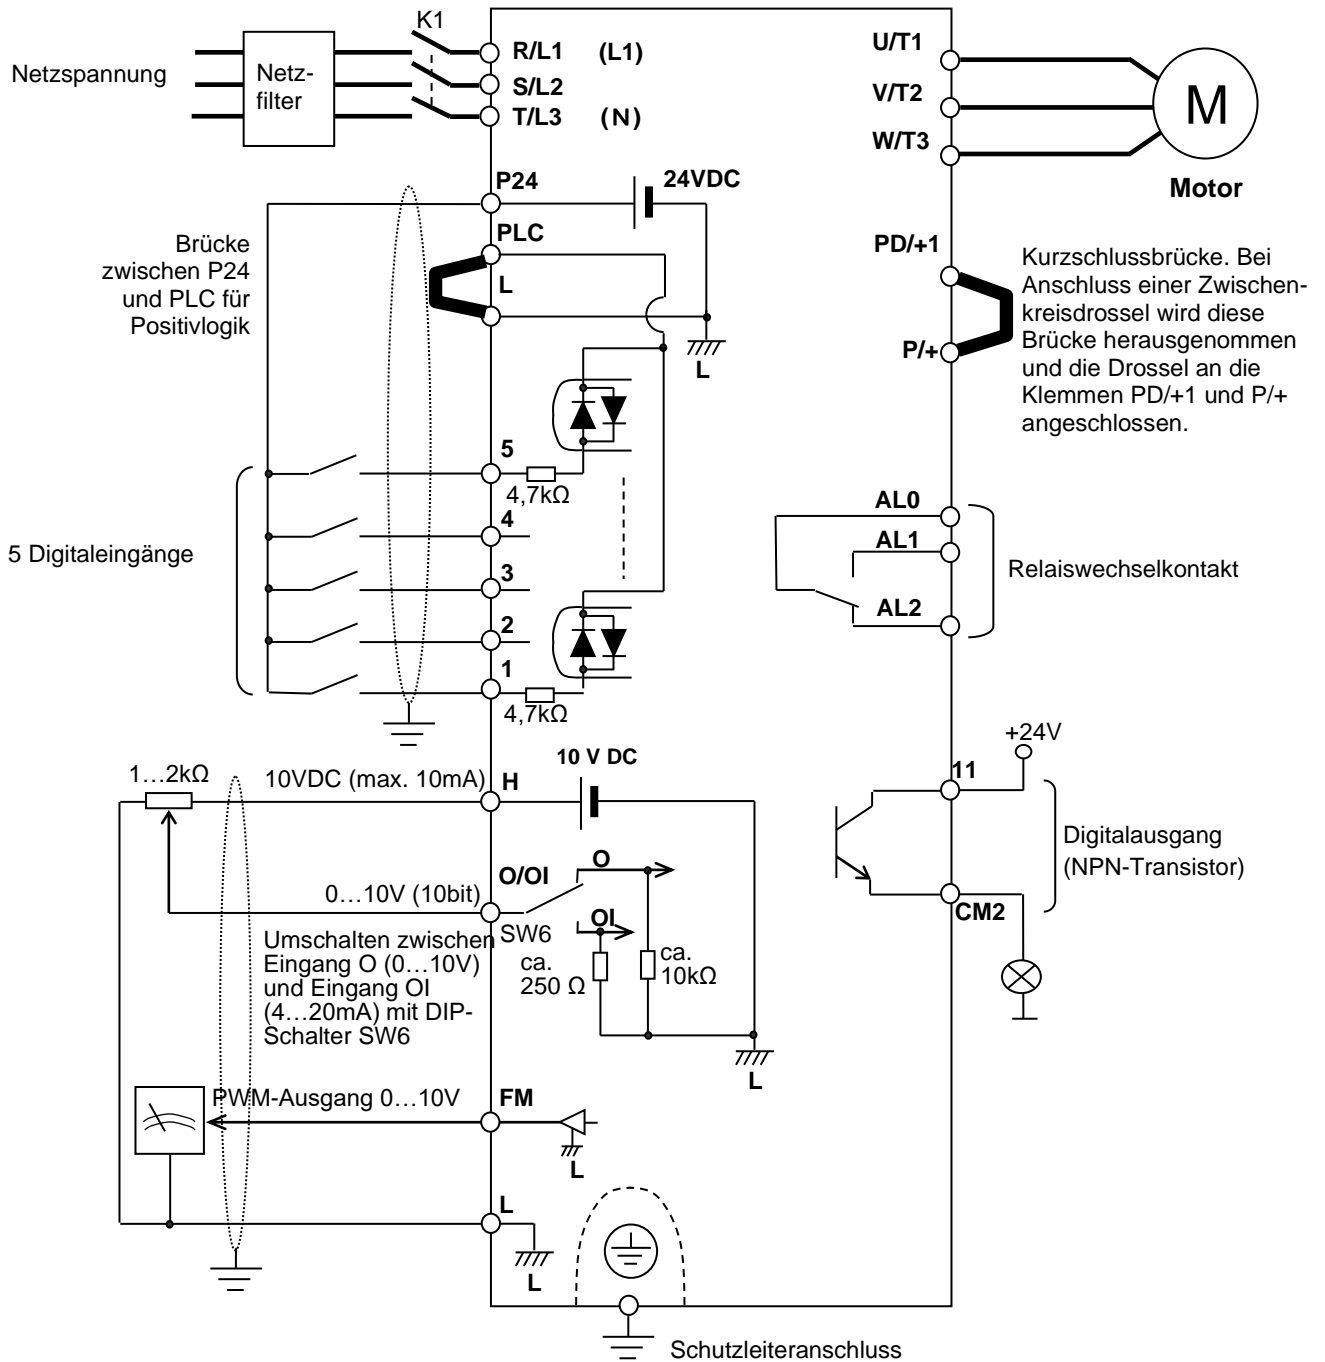 K1
Netzspannung
Netz-
filter
R/L1 (L1)
S/L2
T/L3 (N)
U/T1
V/T2
W/T3
M
Motor
P24
24VDC
PLC
L
L
Brücke
zwischen P24
und PLC für
Positivlogik
PD/+1
P/+
Kurzschlussbrücke. Bei
Anschluss einer Zwischen-
kreisdrossel wird diese
Brücke herausgenommen
und die Drossel an die
Klemmen PD/+1 und P/+
angeschlossen.
5 Digitaleingänge
5
4,7kΩ
4
3
2
1
4,7kΩ
AL0
AL1
AL2
Relaiswechselkontakt
1…2kΩ
10VDC (max. 10mA)
H
10 V DC
+24V
11
CM2
Digitalausgang
(NPN-Transistor)
0…10V (10bit)
O/OI
O
OI
SW6
ca.
250 Ω
ca.
10kΩ
L
Umschalten zwischen
Eingang O (0…10V)
und Eingang OI
(4…20mA) mit DIP-
Schalter SW6
PWM-Ausgang 0…10V
FM
L
L
L
Schutzleiteranschluss